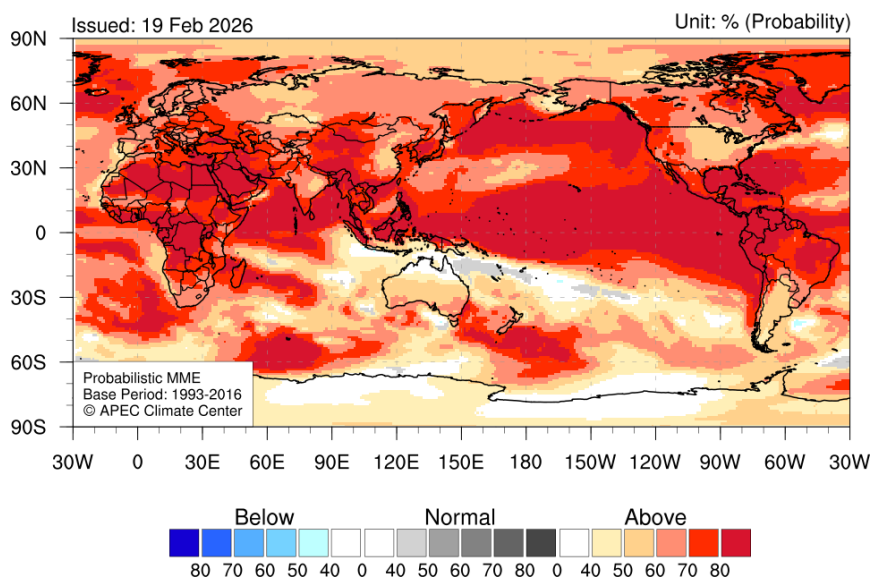 Issued: 19 Feb 2026
Unit: % (Probability)
90N
60N
30N
0
30S
60S
90S
Probabilistic MME
Base Period: 1993-2016
© APEC Climate Center
30W 0 30E 60E 90E 120E 150E 180 150W 120W 90W 60W 30W
Below Normal Above
80 70 60 50 40 0 40 50 60 70 80 0 40 50 60 70 80